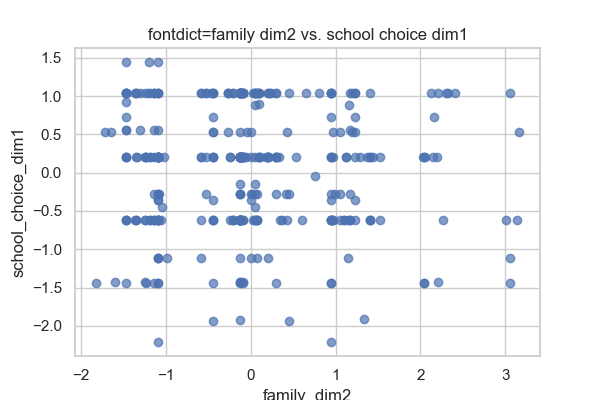 fontdict=family dim2 vs. school choice dim1
school_choice_dim1
1.5
1.0
0.5
0.0
−0.5
−1.0
−1.5
−2.0
−2 −1 0 1 2 3
family_dim2